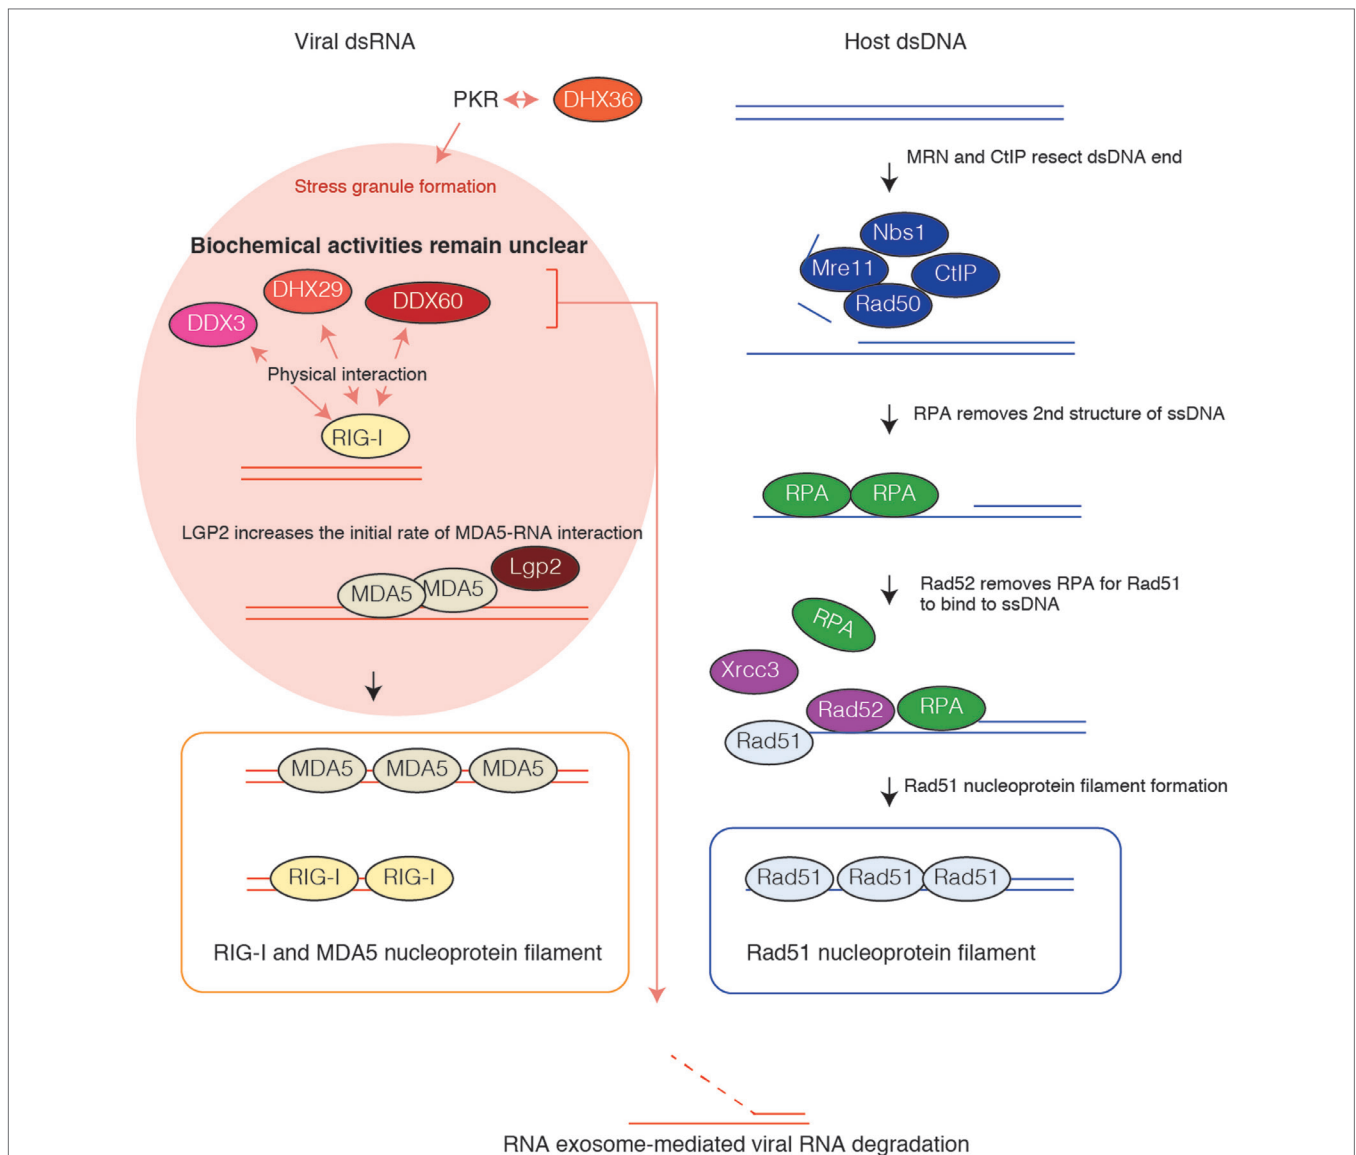 Viral dsRNA
PKR
DHX36
Stress granule formation
Biochemical activities remain unclear
DHX29
DDX60
DDX3
Physical interaction
RIG-I
LGP2 increases the initial rate of MDA5-RNA interaction
Lgp2
MDA5
MDA5
MDA5
MDA5
MDA5
RIG-I
RIG-I
RIG-I and MDA5 nucleoprotein filament
Host dsDNA
MRN and CtIP resect dsDNA end
Nbs1
Mre11
CtIP
Rad50
RPA removes 2nd structure of ssDNA
RPA
RPA
Rad52 removes RPA for Rad51
to bind to ssDNA
RPA
Xrcc3
Rad52
RPA
Rad51
Rad51 nucleoprotein filament formation
Rad51
Rad51
Rad51
Rad51 nucleoprotein filament
RNA exosome-mediated viral RNA degradation